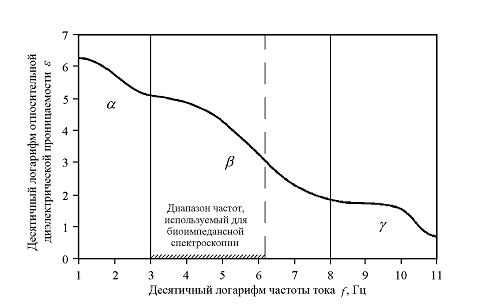 Десятичный логарифм относительной
диэлектрической проницаемости ε
7
6
5
4
3
2
1
0
α
β
γ
Диапазон частот,
используемый для
биоимпедансной
спектроскопии
1 2 3 4 5 6 7 8 9 10 11
Десятичный логарифм частоты тока f, Гц